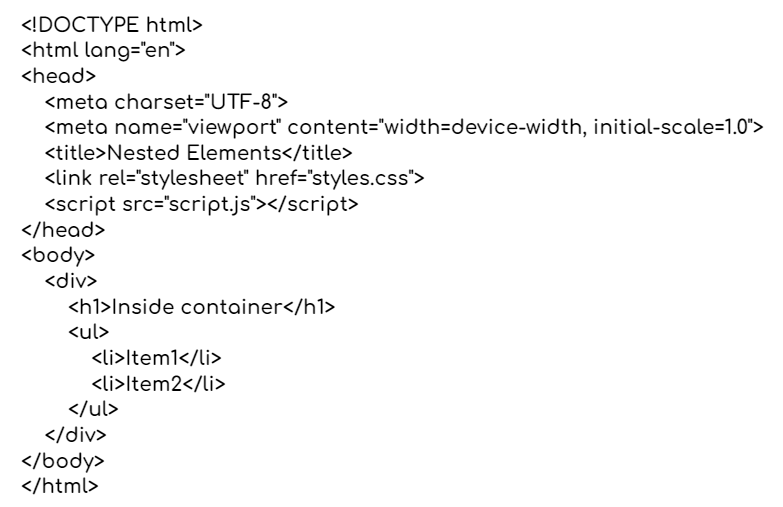 <!DOCTYPE html>
<html lang="en">
<head>
<meta charset="UTF-8">
<meta name="viewport" content="width=device-width, initial-scale=1.0">
<title>Nested Elements</title>
<link rel="stylesheet" href="styles.css">
<script src="script.js"></script>
</head>
<body>
<div>
<h1>Inside container</h1>
<ul>
<li>Item1</li>
<li>Item2</li>
</ul>
</div>
</body>
</html>